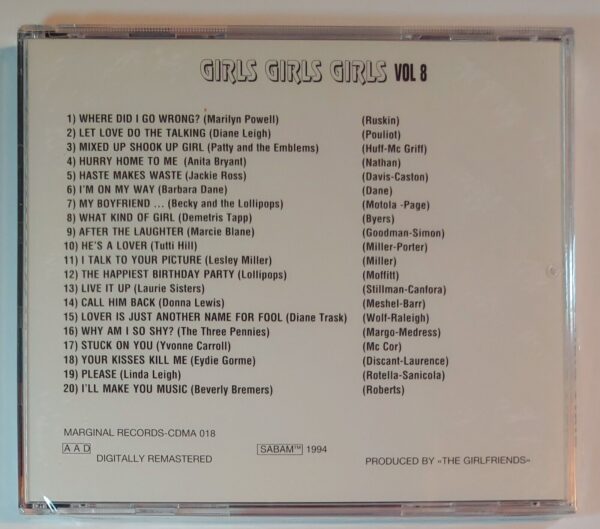 GIRLS GIRLS GIRLS VOL 8
1) WHERE DID I GO WRONG? (Marilyn Powell) (Ruskin)
2) LET LOVE DO THE TALKING (Diane Leigh) (Pouliot)
3) MIXED UP SHOOK UP GIRL (Patty and the Emblems) (Huff-Mc Griff)
4) HURRY HOME TO ME (Anita Bryant) (Nathan)
5) HASTE MAKES WASTE (Jackie Ross) (Davis-Caston)
6) I'M ON MY WAY (Barbara Dane) (Dane)
7) MY BOYFRIEND ... (Becky and the Lollipops) (Motola -Page)
8) WHAT KIND OF GIRL (Demetris Tapp) (Byers)
9) AFTER THE LAUGHTER (Marcie Blane) (Goodman-Simon)
10) HE'S A LOVER (Tutti Hill) (Miller-Porter)
11) I TALK TO YOUR PICTURE (Lesley Miller) (Miller)
12) THE HAPPIEST BIRTHDAY PARTY (Lollipops) (Moffitt)
13) LIVE IT UP (Laurie Sisters) (Stillman-Canfora)
14) CALL HIM BACK (Donna Lewis) (Meshel-Barr)
15) LOVER IS JUST ANOTHER NAME FOR FOOL (Diane Trask) (Wolf-Raleigh)
16) WHY AM I SO SHY? (The Three Pennies) (Margo-Medress)
17) STUCK ON YOU (Yvonne Carroll) (Mc Cor)
18) YOUR KISSES KILL ME (Eydie Gorme) (Discant-Laurence)
19) PLEASE (Linda Leigh) (Rotella-Sanicola)
20) I'LL MAKE YOU MUSIC (Beverly Bremers) (Roberts)
MARGINAL RECORDS-CDMA 018
A A D SABAM™ 1994
DIGITALLY REMASTERED PRODUCED BY «THE GIRLFRIENDS»